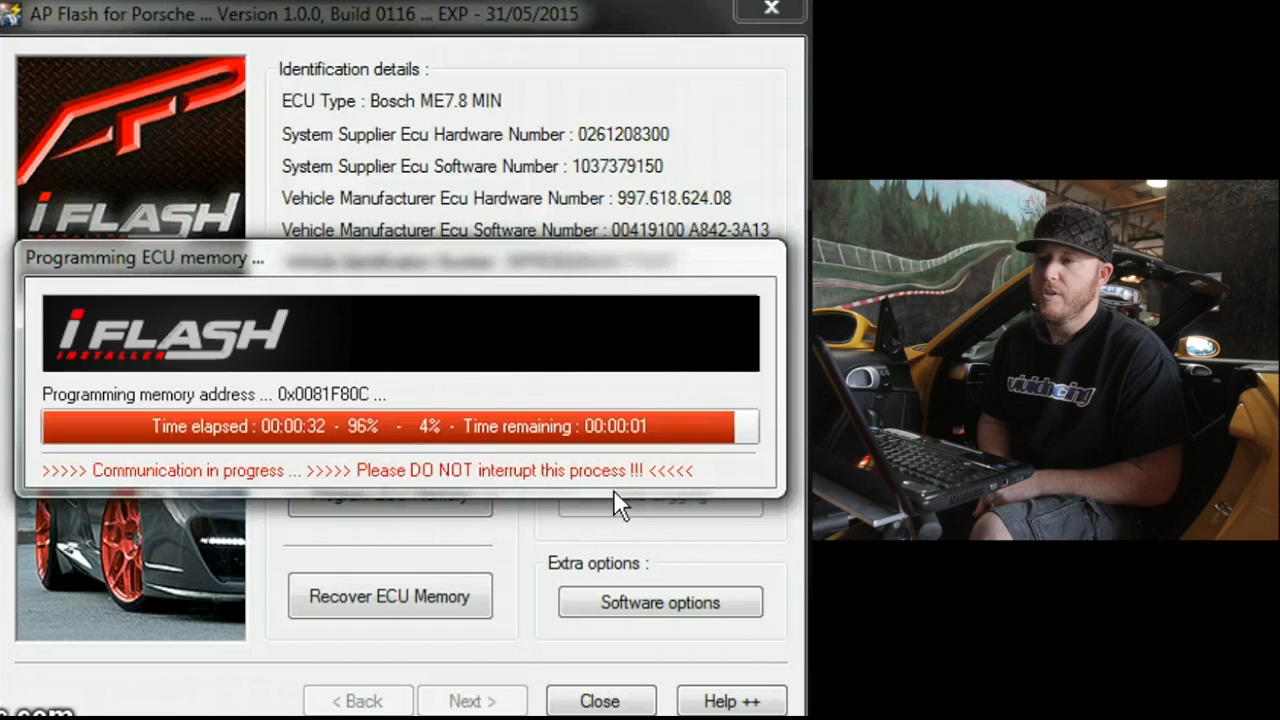 AP Flash for Porsche ... Version 1.0.0, Build 0116 ... EXP - 31/05/2015
X
iFLASH
Identification details :
ECU Type : Bosch ME7.8 MIN
System Supplier Ecu Hardware Number : 0261208300
System Supplier Ecu Software Number : 1037379150
Vehicle Manufacturer Ecu Hardware Number : 997.618.624.08
Vehicle Manufacturer Ecu Software Number : 00419100 A842-3A13
Programming ECU memory ...
iFLASH
INSTALLER
Programming memory address ... 0x0081F80C ...
Time elapsed : 00:00:32 - 96% - 4% - Time remaining : 00:00:01
>>>>> Communication in progress ... >>>>> Please DO NOT interrupt this process !!! <<<<<
Recover ECU Memory
Extra options :
Software options
< Back
Next >
Close
Help ++
vividracing